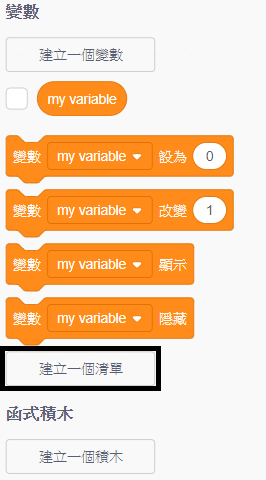 變數
建立一個變數
my variable
變數 my variable 設為 0
變數 my variable 改變 1
變數 my variable 顯示
變數 my variable 隱藏
建立一個清單
函式積木
建立一個積木